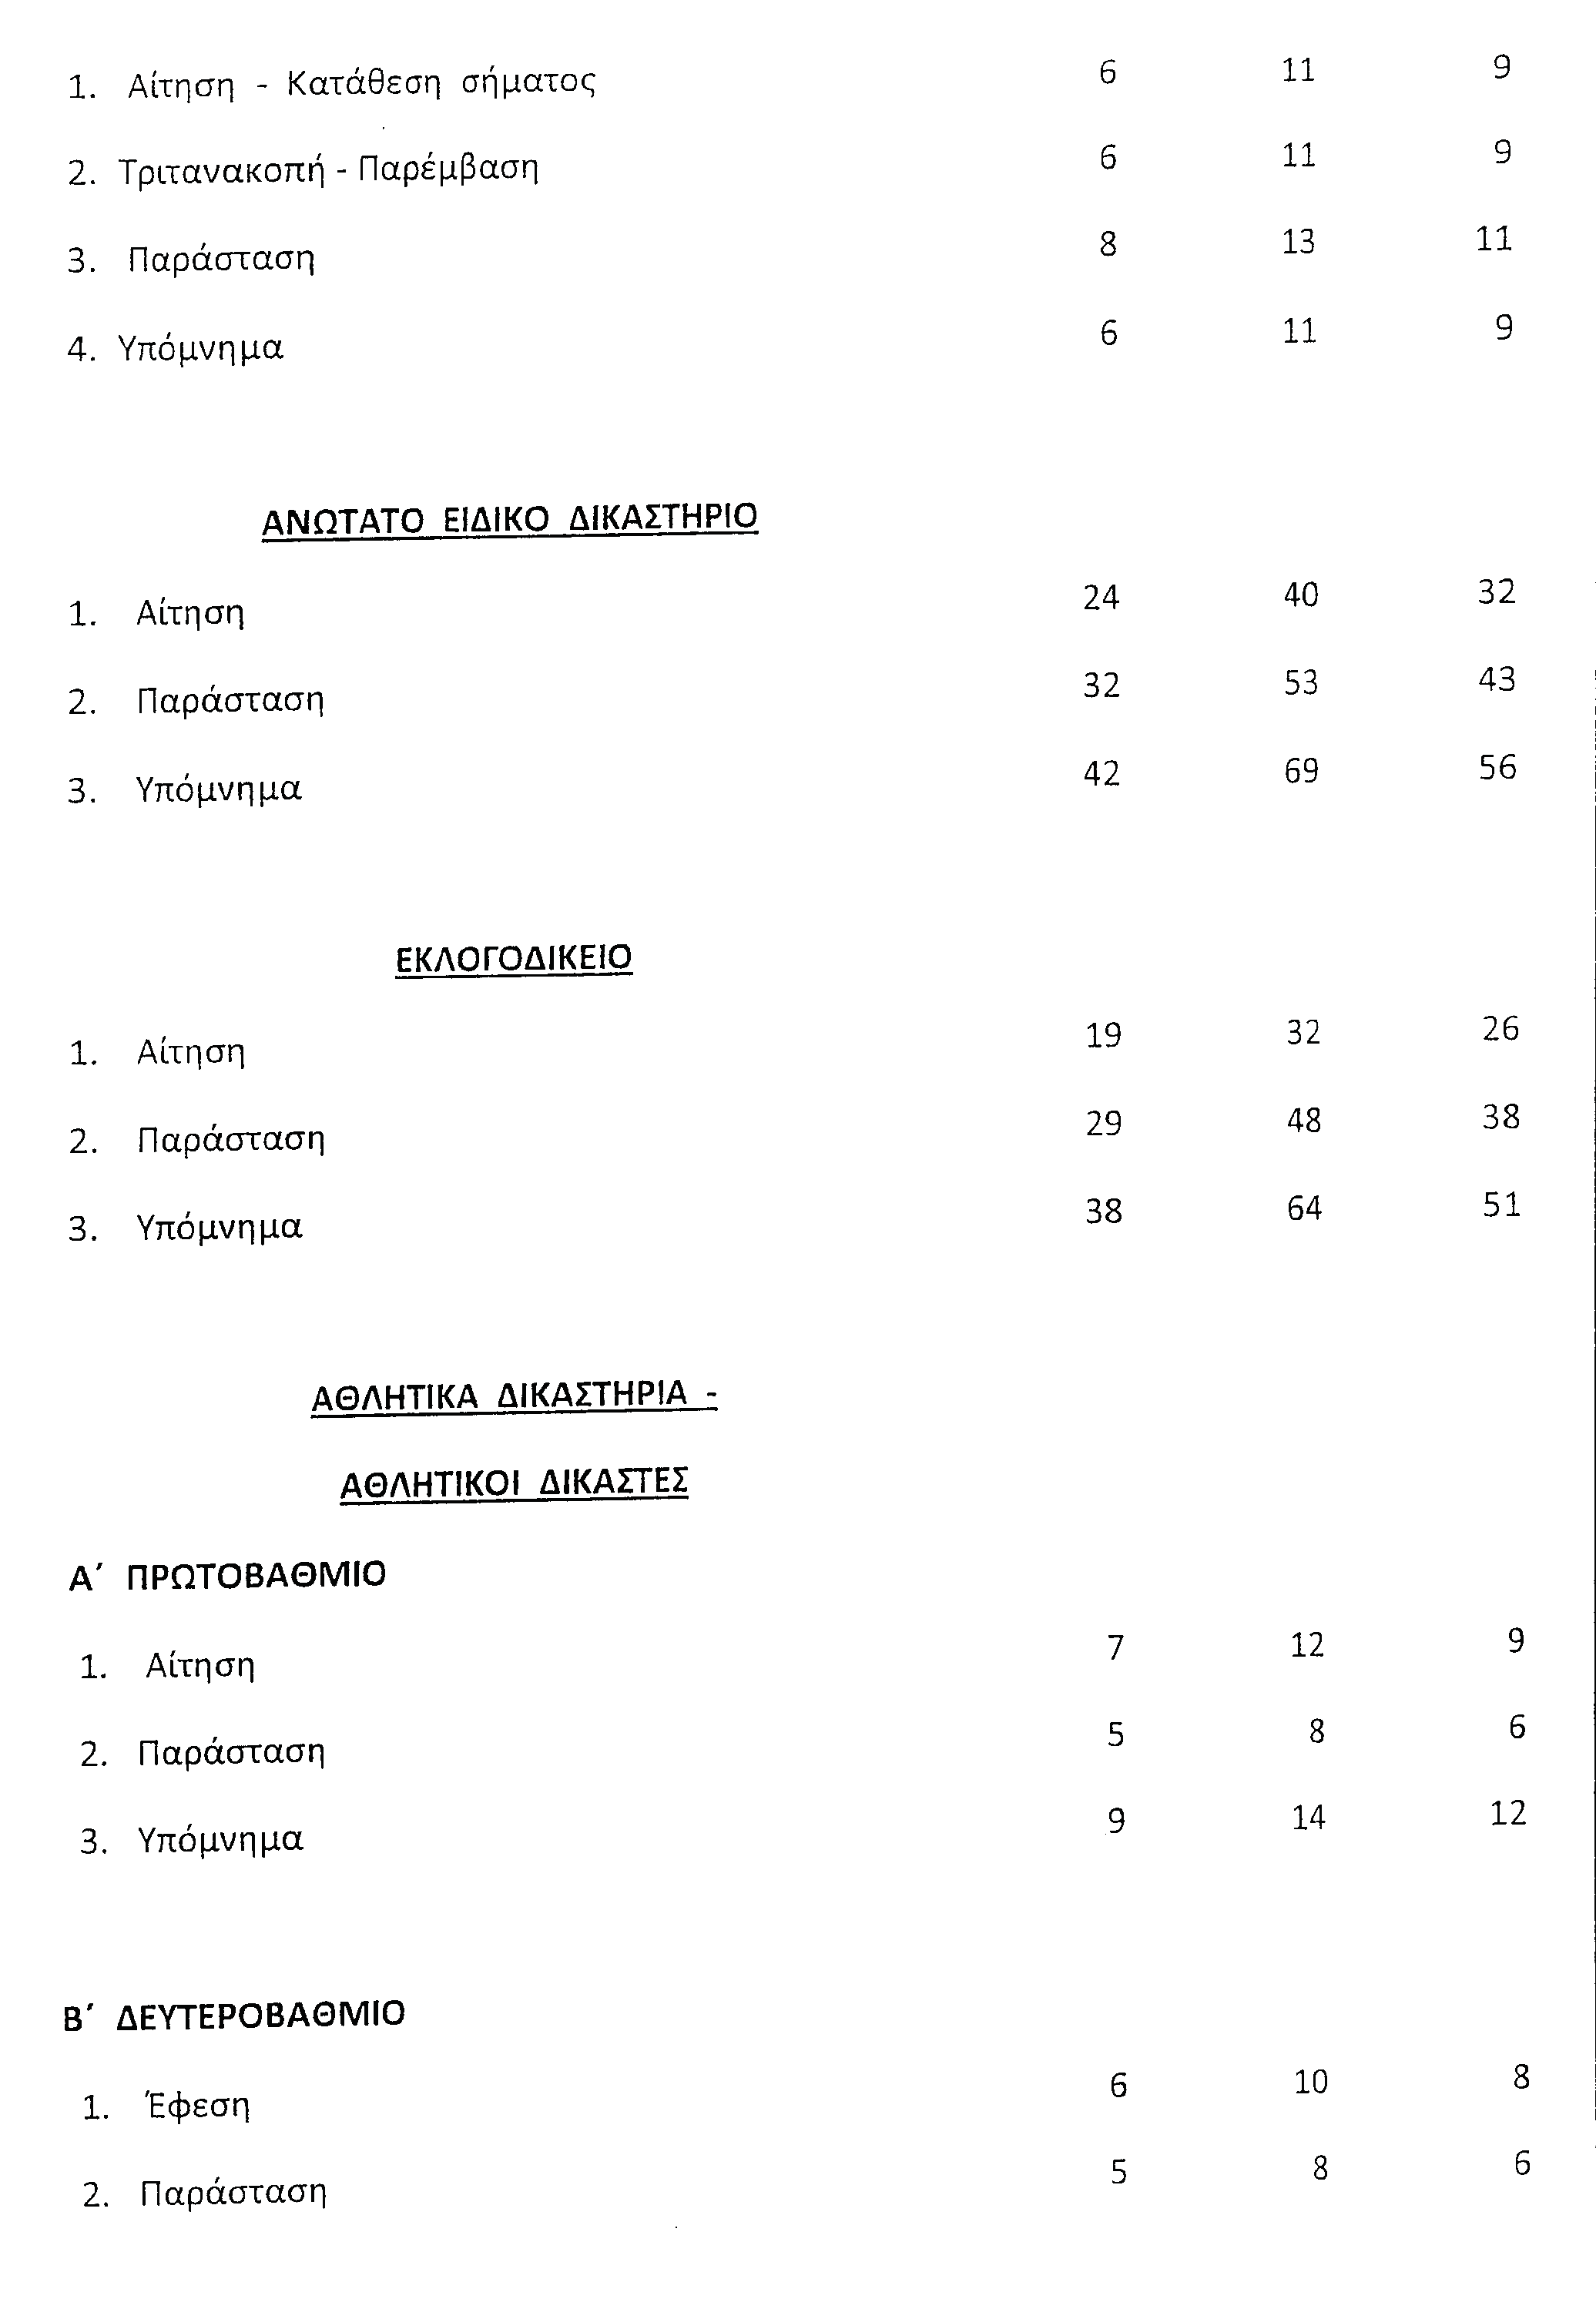 1. Αίτηση - Κατάθεση σήματος 6 11 9
2. Τριτανακοπή - Παρέμβαση 6 11 9
3. Παράσταση 8 13 11
4. Υπόμνημα 6 11 9
ΑΝΩΤΑΤΟ ΕΙΔΙΚΟ ΔΙΚΑΣΤΗΡΙΟ
1. Αίτηση 24 40 32
2. Παράσταση 32 53 43
3. Υπόμνημα 42 69 56
ΕΚΛΟΓΟΔΙΚΕΙΟ
1. Αίτηση 19 32 26
2. Παράσταση 29 48 38
3. Υπόμνημα 38 64 51
ΑΘΛΗΤΙΚΑ ΔΙΚΑΣΤΗΡΙΑ -
ΑΘΛΗΤΙΚΟΙ ΔΙΚΑΣΤΕΣ
Α΄ ΠΡΩΤΟΒΑΘΜΙΟ
1. Αίτηση 7 12 9
2. Παράσταση 5 8 6
3. Υπόμνημα 9 14 12
Β΄ ΔΕΥΤΕΡΟΒΑΘΜΙΟ
1. Έφεση 6 10 8
2. Παράσταση 5 8 6